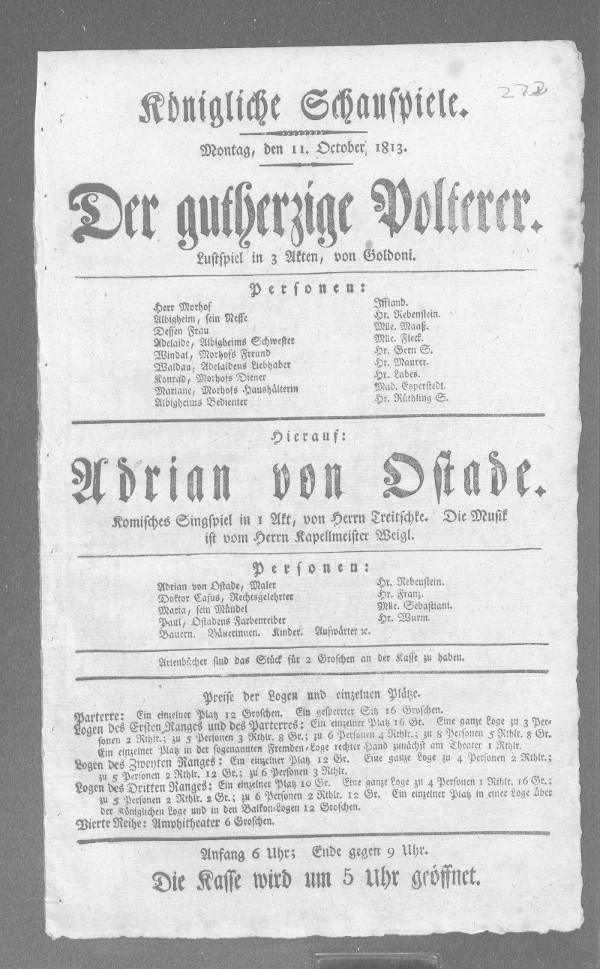 Königliche Schauspiele.
Montag, den 11. October, 1813.
Der gutherzige Polterer.
Lustspiel in 3 Akten, von Goldoni.
Personen:
Herr Morhof Iffland.
Albigheim, sein Neffe Hr. Rebenstein.
Dessen Frau Mlle. Maaß.
Adelaide, Albigheims Schwester Mlle. Fleck.
Windal, Morhofs Freund Hr. Gern S.
Waldau, Adelaidens Liebhaber Hr. Maurer.
Konrad, Morhofs Diener Hr. Labes.
Mariane, Morhofs Haushälterin Mad. Esperstedt.
Albigheims Bedienter Hr. Rüthling S.
Hierauf:
Adrian von Ostade.
Komisches Singspiel in 1 Akt, von Herrn Treitschke. Die Musik
ist vom Herrn Kapellmeister Weigl.
Personen:
Adrian von Ostade, Maler Hr. Rebenstein.
Doktor Casus, Rechtsgelehrter Hr. Franz.
Maria, sein Mündel Mlle. Sebastiani.
Paul, Ostadens Farbenreiber Hr. Wurm.
Bauern. Bäuerinnen. Kinder. Aufwärter ꝛc.
Arienbücher sind das Stück für 2 Groschen an der Kasse zu haben.
Preise der Logen und einzelnen Plätze.
Parterre: Ein einzelner Platz 12 Groschen. Ein gesperrter Sitz 16 Groschen.
Logen des Ersten Ranges und des Parterres: Ein einzelner Platz 16 Gr. Eine ganze Loge zu 3 Per-
sonen 2 Rthlr.; zu 5 Personen 3 Rthlr. 8 Gr.; zu 6 Personen 4 Rthlr.; zu 8 Personen 5 Rthlr. 8 Gr.
Ein einzelner Platz in der sogenannten Fremden-Loge rechter Hand zunächst am Theater 1 Rthlr.
Logen des Zweyten Ranges: Ein einzelner Platz 12 Gr. Eine ganze Loge zu 4 Personen 2 Rthlr.;
zu 5 Personen 2 Rthlr. 12 Gr.; zu 6 Personen 3 Rthlr.
Logen des Dritten Ranges: Ein einzelner Platz 10 Gr. Eine ganze Loge zu 4 Personen 1 Rthlr. 16 Gr.;
zu 5 Personen 2 Rthlr. 2 Gr.; zu 6 Personen 2 Rthlr. 12 Gr. Ein einzelner Platz in einer Loge über
der Königlichen Loge und in den Balkon-Logen 12 Groschen.
Vierte Reihe: Amphitheater 6 Groschen.
Anfang 6 Uhr; Ende gegen 9 Uhr.
Die Kasse wird um 5 Uhr geöffnet.